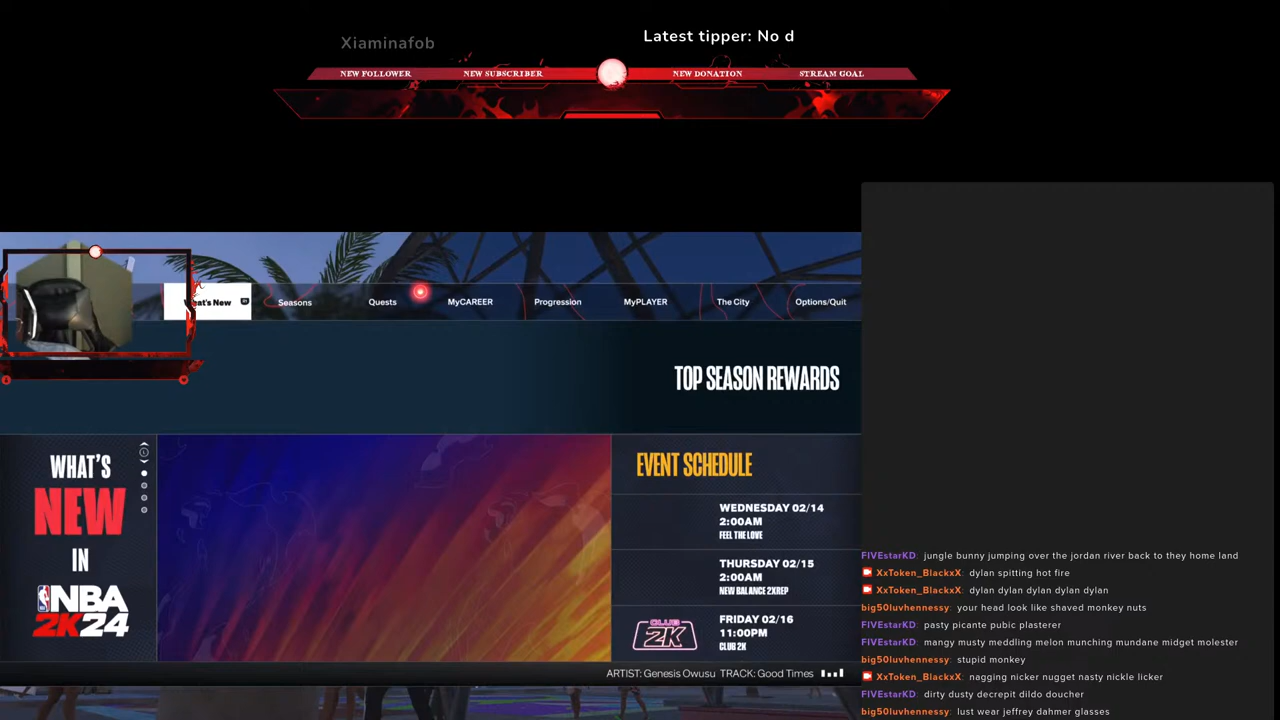 Xiaminafob
Latest tipper: No d
NEW FOLLOWER
NEW SUBSCRIBER
NEW DONATION
STREAM GOAL
What's New
Seasons
Quests
MyCAREER
Progression
MyPLAYER
The City
Options/Quit
TOP SEASON REWARDS
WHAT'S
NEW
IN
NBA
2K24
EVENT SCHEDULE
WEDNESDAY 02/14
2:00AM
FEEL THE LOVE
THURSDAY 02/15
2:00AM
NEW BALANCE 2XREP
CLUB
2K
FRIDAY 02/16
11:00PM
CLUB 2K
ARTIST: Genesis Owusu TRACK: Good Times
FIVEstarKD: jungle bunny jumping over the jordan river back to they home land
XxToken_BlackxX: dylan spitting hot fire
XxToken_BlackxX: dylan dylan dylan dylan dylan
big50luvhennessy: your head look like shaved monkey nuts
FIVEstarKD: pasty picante pubic plasterer
FIVEstarKD: mangy musty meddling melon munching mundane midget molester
big50luvhennessy: stupid monkey
XxToken_BlackxX: nagging nicker nugget nasty nickle licker
FIVEstarKD: dirty dusty decrepit dildo doucher
big50luvhennessy: lust wear jeffrey dahmer glasses